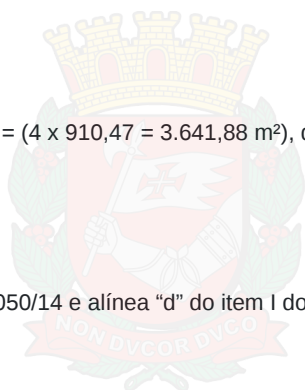 = (4 x 910,47 = 3.641,88 m²), d
050/14 e alínea “d” do item I do
NON DVCOR DVCO